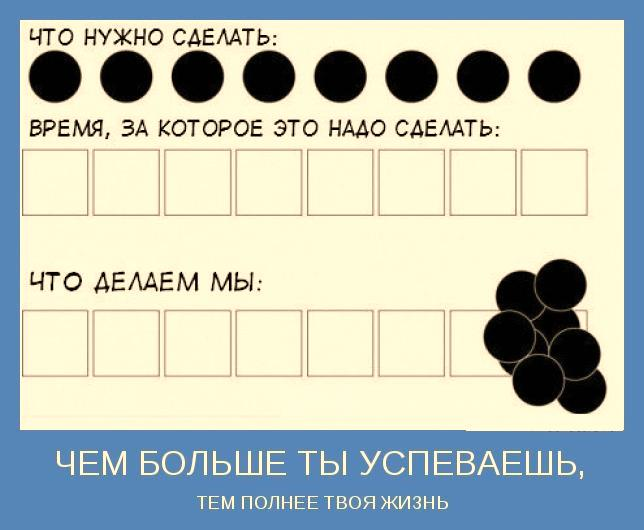 ЧТО НУЖНО СДЕЛАТЬ:
ВРЕМЯ, ЗА КОТОРОЕ ЭТО НАДО СДЕЛАТЬ:
ЧТО ДЕЛАЕМ МЫ:
ЧЕМ БОЛЬШЕ ТЫ УСПЕВАЕШЬ,
ТЕМ ПОЛНЕЕ ТВОЯ ЖИЗНЬ